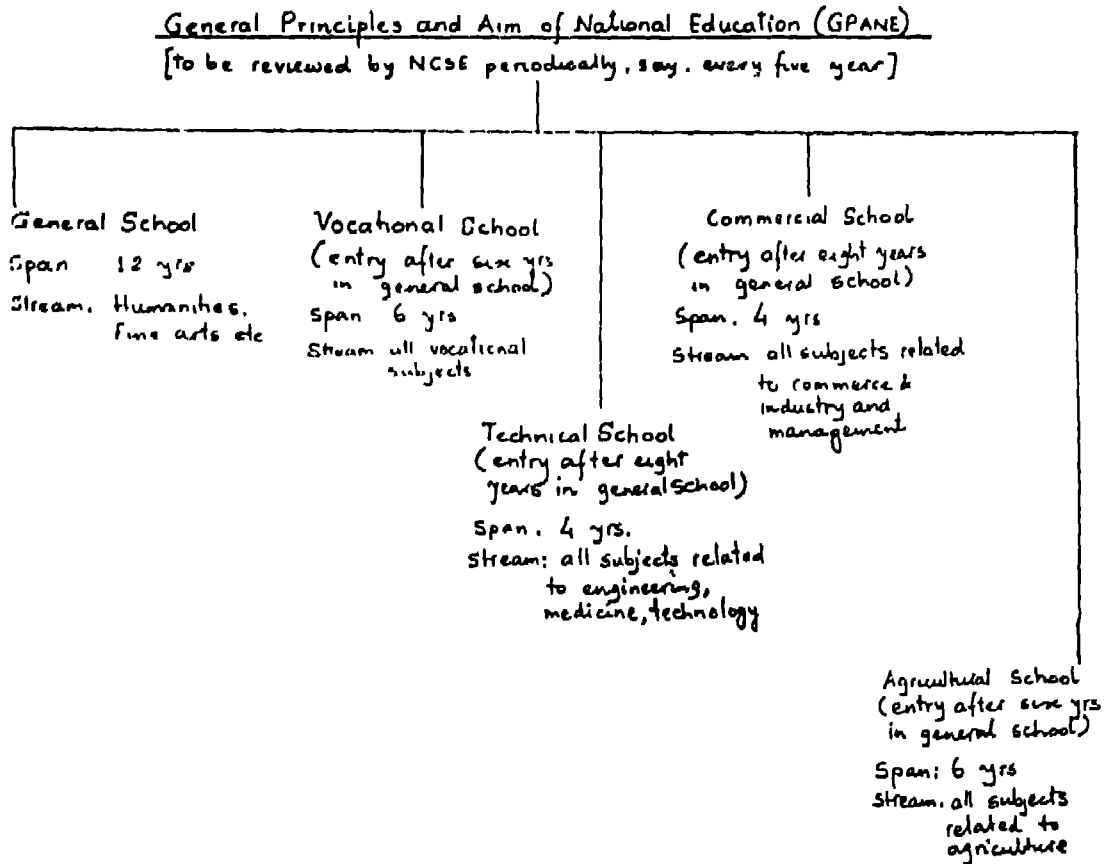 General Principles and Aim of National Education (GPANE)
[to be reviewed by NCSE periodically, say. every five year]
General School
Span 12 yrs
Stream. Humanities.
Fine arts etc
Vocational School
(entry after six yrs
in general school)
Span 6 yrs
Stream all vocational
subjects
Technical School
(entry after eight
years in general School)
Span. 4 yrs.
Stream: all subjects related
to engineering,
medicine, technology
Commercial School
(entry after eight years
in general school)
Span. 4 yrs
Stream all subjects related
to commerce &
industry and
management
Agricultural School
(entry after six yrs
in general school)
Span: 6 yrs
Stream. all subjects
related to
agriculture